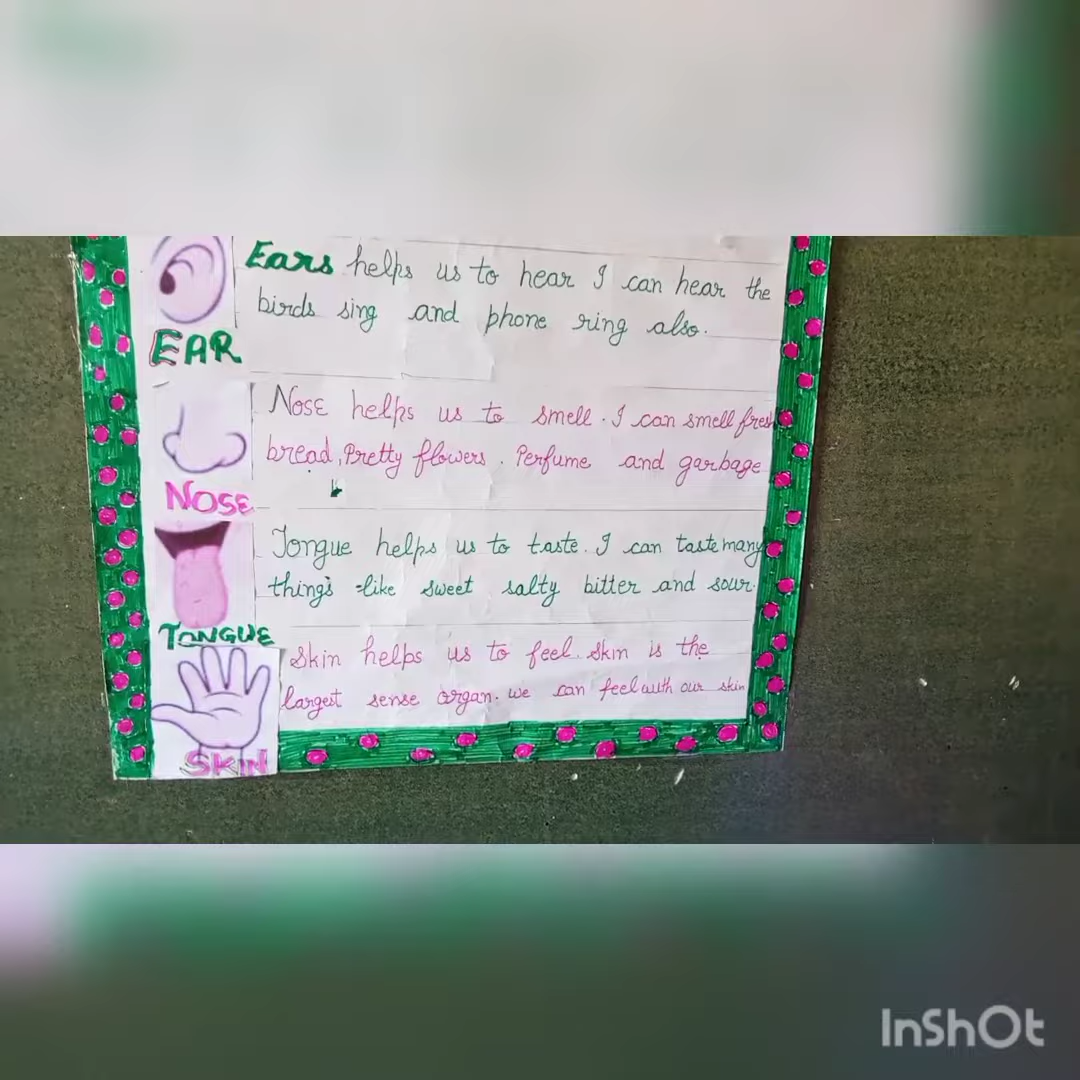 Ears helps us to hear I can hear the
birds sing and phone ring also.
EAR
Nose helps us to smell. I can smell fresh
bread, Pretty flowers. Perfume and garbage
NOSE
Tongue helps us to taste. I can taste many
things like sweet salty bitter and sour.
TONGUE
Skin helps us to feel. Skin is the
largest sense organ. we can feel with our skin
SKIN
InShOt